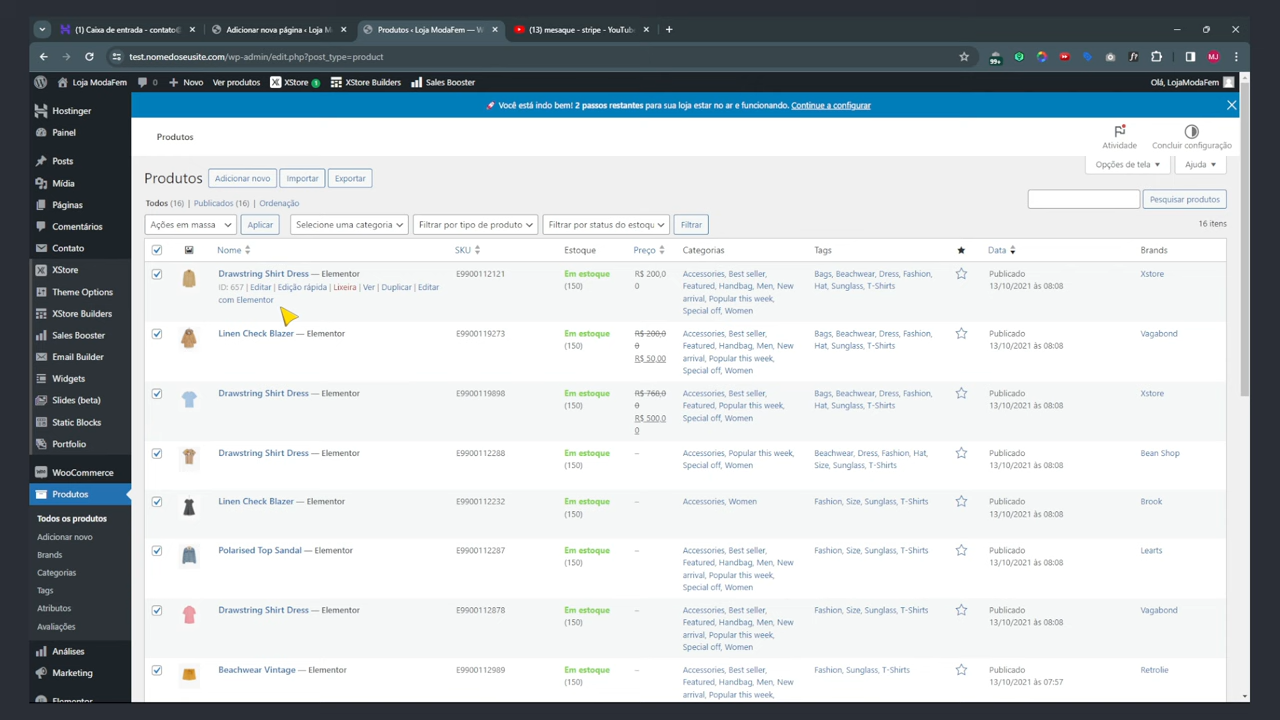 (1) Caixa de entrada - contato@
Adicionar nova página ‹ Loja M
Produtos ‹ Loja ModaFem — W
(13) mesaque - stripe - YouTub
test.nomedoseusite.com/wp-admin/edit.php?post_type=product
99+
MJ
Loja ModaFem
0
Novo
Ver produtos
XStore 1
XStore Builders
Sales Booster
Olá, LojaModaFem
Hostinger
Painel
Posts
Mídia
Páginas
Comentários
Contato
XStore
Theme Options
XStore Builders
Sales Booster
Email Builder
Widgets
Slides (beta)
Static Blocks
Portfolio
WooCommerce
Produtos
Todos os produtos
Adicionar novo
Brands
Categorias
Tags
Atributos
Avaliações
Análises
Marketing
Elementor
Você está indo bem! 2 passos restantes para sua loja estar no ar e funcionando. Continue a configurar
Produtos
Atividade
Concluir configuração
Opções de tela
Ajuda
Produtos
Adicionar novo
Importar
Exportar
Todos (16) | Publicados (16) | Ordenação
Pesquisar produtos
Ações em massa
Aplicar
Selecione uma categoria
Filtrar por tipo de produto
Filtrar por status do estoqu
Filtrar
16 itens
Nome SKU Estoque Preço Categorias Tags Data Brands
Drawstring Shirt Dress — Elementor
ID: 657 | Editar | Edição rápida | Lixeira | Ver | Duplicar | Editar
com Elementor
E9900112121
Em estoque
(150)
R$ 200,0
0
Accessories, Best seller,
Featured, Handbag, Men, New
arrival, Popular this week,
Special off, Women
Bags, Beachwear, Dress, Fashion,
Hat, Sunglass, T-Shirts
Publicado
13/10/2021 às 08:08
Xstore
Linen Check Blazer — Elementor
E9900119273
Em estoque
(150)
R$ 200,0
0
R$ 50,00
Accessories, Best seller,
Featured, Handbag, Men, New
arrival, Popular this week,
Special off, Women
Bags, Beachwear, Dress, Fashion,
Hat, Sunglass, T-Shirts
Publicado
13/10/2021 às 08:08
Vagabond
Drawstring Shirt Dress — Elementor
E9900119898
Em estoque
(150)
R$ 760,0
0
R$ 500,0
0
Accessories, Best seller,
Featured, Popular this week,
Special off, Women
Bags, Beachwear, Dress, Fashion,
Hat, Sunglass, T-Shirts
Publicado
13/10/2021 às 08:08
Xstore
Drawstring Shirt Dress — Elementor
E9900112098
Em estoque
(150)
–
Accessories, Popular this week,
Special off, Women
Beachwear, Dress, Fashion, Hat,
Size, Sunglass, T-Shirts
Publicado
13/10/2021 às 08:08
Bean Shop
Linen Check Blazer — Elementor
E9900112232
Em estoque
(150)
–
Accessories, Women
Fashion, Size, Sunglass, T-Shirts
Publicado
13/10/2021 às 08:08
Brook
Polarised Top Sandal — Elementor
E9900112287
Em estoque
(150)
–
Accessories, Best seller,
Featured, Handbag, Men, New
arrival, Popular this week,
Special off, Women
Fashion, Size, Sunglass, T-Shirts
Publicado
13/10/2021 às 08:08
Learts
Drawstring Shirt Dress — Elementor
E9900112878
Em estoque
(150)
–
Accessories, Best seller,
Featured, Handbag, Men, New
arrival, Popular this week,
Special off, Women
Fashion, Size, Sunglass, T-Shirts
Publicado
13/10/2021 às 08:08
Vagabond
Beachwear Vintage — Elementor
E9900112989
Em estoque
(150)
–
Accessories, Best seller,
Featured, Handbag, Men, New
arrival, Popular this week,
Fashion, Sunglass, T-Shirts
Publicado
13/10/2021 às 07:57
Retrolie